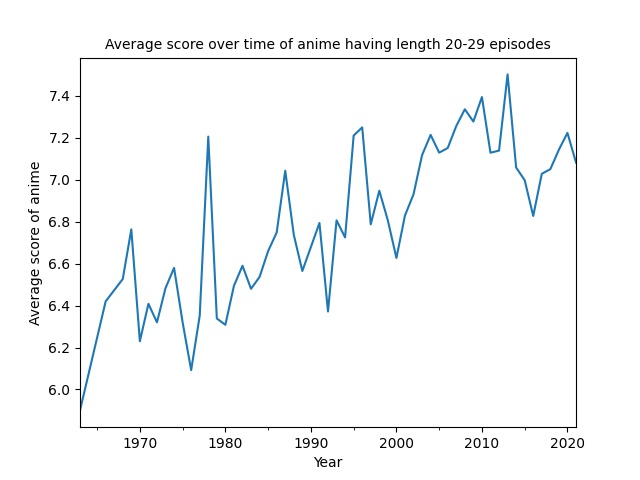 Average score over time of anime having length 20-29 episodes
7.4
7.2
7.0
6.8
6.6
6.4
6.2
6.0
Average score of anime
1970 1980 1990 2000 2010 2020
Year